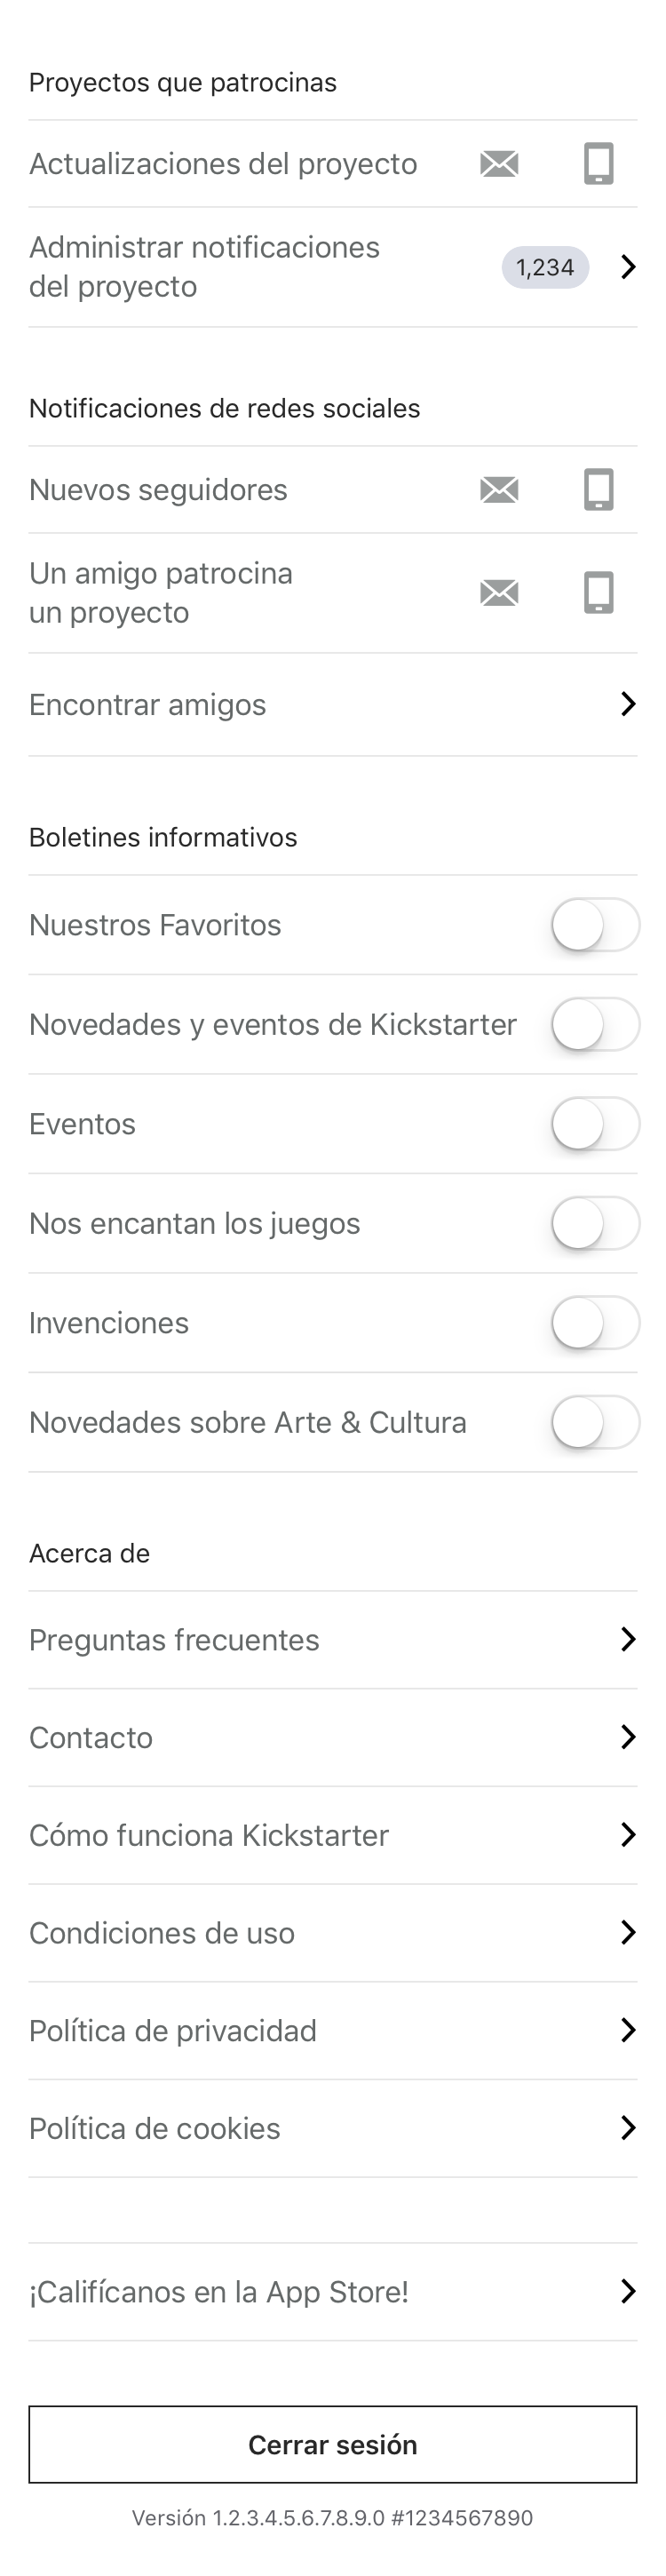 Proyectos que patrocinas
Actualizaciones del proyecto
Administrar notificaciones
del proyecto
1,234
Notificaciones de redes sociales
Nuevos seguidores
Un amigo patrocina
un proyecto
Encontrar amigos
Boletines informativos
Nuestros Favoritos
Novedades y eventos de Kickstarter
Eventos
Nos encantan los juegos
Invenciones
Novedades sobre Arte & Cultura
Acerca de
Preguntas frecuentes
Contacto
Cómo funciona Kickstarter
Condiciones de uso
Política de privacidad
Política de cookies
¡Califícanos en la App Store!
Cerrar sesión
Versión 1.2.3.4.5.6.7.8.9.0 #1234567890